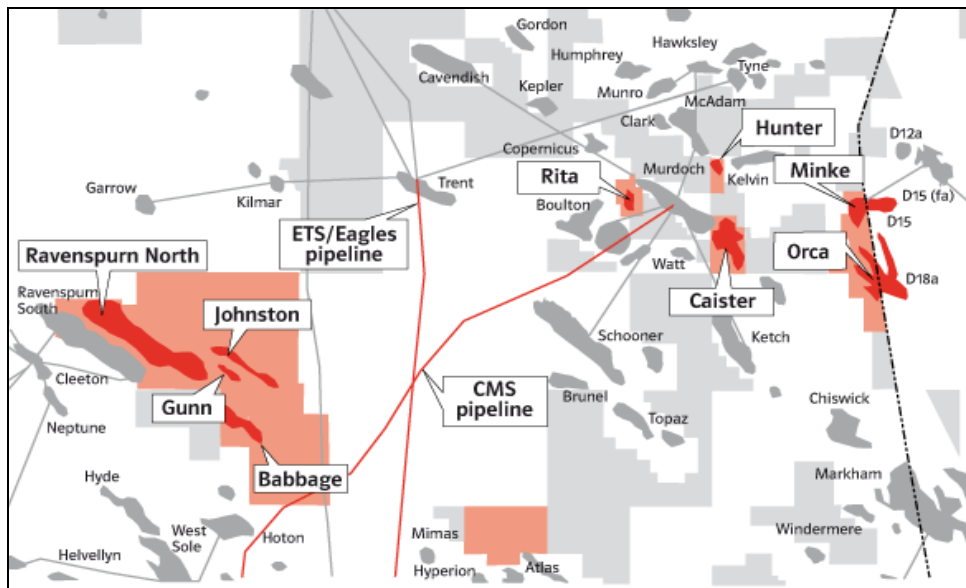 Gordon
Hawksley
Humphrey
Cavendish
Tyne
Kepler
Munro
McAdam
Clark
Hunter
D12a
Copernicus
Murdoch
Kelvin
Minke
Rita
Trent
Garrow
Kilmar
Boulton
D15 (fa)
D15
ETS/Eagles
pipeline
Orca
Ravenspurn North
Watt
D18a
Ravenspurn
South
Johnston
Caister
Schooner
Ketch
Cleeton
CMS
pipeline
Gunn
Brunel
Chiswick
Topaz
Neptune
Babbage
Hyde
Markham
West
Sole
Hoton
Mimas
Windermere
Helvellyn
Hyperion
Atlas